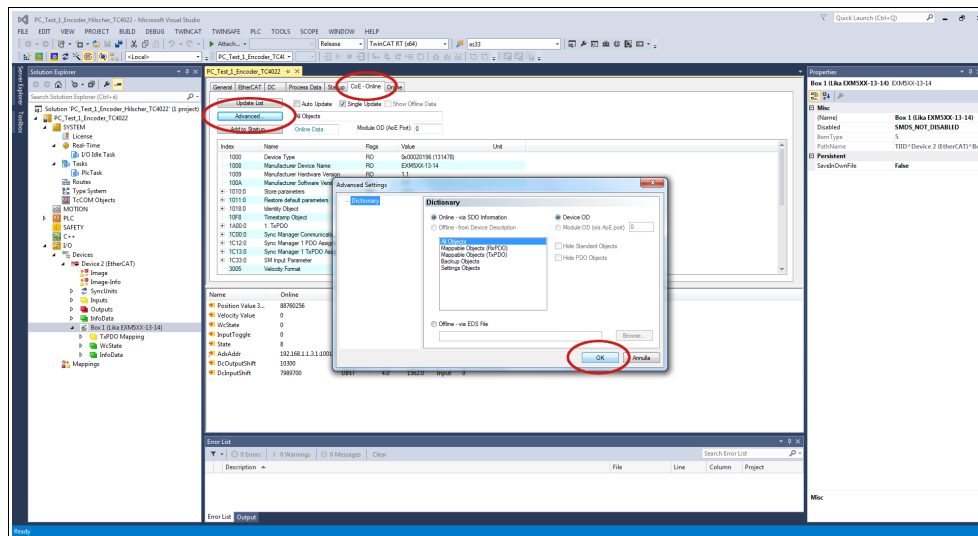 PC_Test_1_Encoder_Hilscher_TC4022 - Microsoft Visual Studio
Quick Launch (Ctrl+Q)
FILE EDIT VIEW PROJECT BUILD DEBUG TWINCAT TWINSAFE PLC TOOLS SCOPE WINDOW HELP
Attach... Release TwinCAT RT (x64) as33
<Local> PC_Test_1_Encoder_TC4
Server Explorer
Toolbox
Solution Explorer
Search Solution Explorer (Ctrl+è)
Solution 'PC_Test_1_Encoder_Hilscher_TC4022' (1 project)
PC_Test_1_Encoder_TC4022
SYSTEM
License
Real-Time
I/O Idle Task
Tasks
PlcTask
Routes
Type System
TcCOM Objects
MOTION
PLC
SAFETY
C++
I/O
Devices
Device 2 (EtherCAT)
Image
Image-Info
SyncUnits
Inputs
Outputs
InfoData
Box 1 (Lika EXM5XX-13-14)
TxPDO Mapping
WcState
InfoData
Mappings
PC_Test_1_Encoder_TC4022
General EtherCAT DC Process Data Startup CoE - Online Online
Update List Auto Update Single Update Show Offline Data
Advanced... All Objects
Add to Startup... Online Data Module OD (AoE Port): 0
Index Name Flags Value Unit
1000 Device Type RO 0x00020196 (131478)
1008 Manufacturer Device Name RO EXM5XX-13-14
1009 Manufacturer Hardware Version RO 1.1
100A Manufacturer Software Vers
1010:0 Store parameters
1011:0 Restore default parameters
1018:0 Identity Object
10F8 Timestamp Object
1A00:0 1. TxPDO
1C00:0 Sync Manager Communicati
1C12:0 Sync Manager 1 PDO Assig
1C13:0 Sync Manager 1 TxPDO Ass
1C33:0 SM Input Parameter
3005 Velocity Format
Advanced Settings
Dictionary
Dictionary
Online - via SDO Information Device OD
Offline - from Device Description Module OD (via AoE port) 0
All Objects
Mappable Objects (RxPDO)
Mappable Objects (TxPDO)
Backup Objects
Settings Objects
Hide Standard Objects
Hide PDO Objects
Offline - via EDS File
Browse...
OK Annulla
Name Online
Position Value 3... 88760256
Velocity Value 0
WcState 0
InputToggle 0
State 8
AdsAddr 192.168.1.1.3.1:1001
DcOutputShift 10300
DcInputShift 7989700 DINT 4.0 1562.0 Input 0
Error List
0 Errors 0 Warnings 0 Messages Clear Search Error List
Description File Line Column Project
Error List Output
Properties
Box 1 (Lika EXM5XX-13-14) EXM5XX-13-14
Misc
(Name) Box 1 (Lika EXM5XX-13-14)
Disabled SMDS_NOT_DISABLED
ItemType 5
PathName TIID^Device 2 (EtherCAT)^Bo
Persistent
SaveInOwnFile False
Misc
Ready